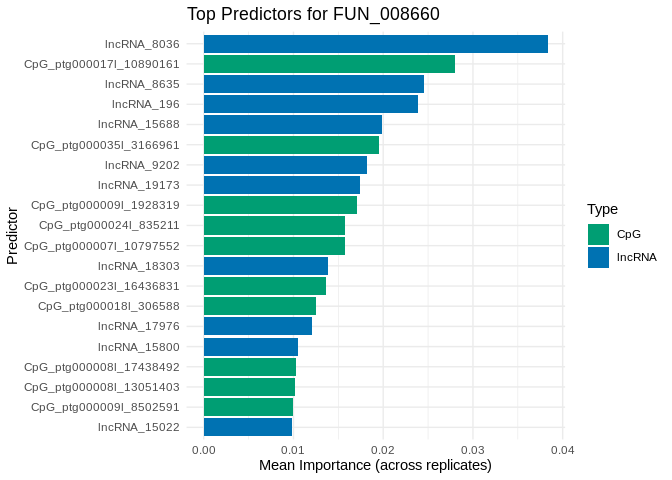 Top Predictors for FUN_008660
Predictor
lncRNA_8036
CpG_ptg000017l_10890161
lncRNA_8635
lncRNA_196
lncRNA_15688
CpG_ptg000035l_3166961
lncRNA_9202
lncRNA_19173
CpG_ptg000009l_1928319
CpG_ptg000024l_835211
CpG_ptg000007l_10797552
lncRNA_18303
CpG_ptg000023l_16436831
CpG_ptg000018l_306588
lncRNA_17976
lncRNA_15800
CpG_ptg000008l_17438492
CpG_ptg000008l_13051403
CpG_ptg000009l_8502591
lncRNA_15022
0.00 0.01 0.02 0.03 0.04
Mean Importance (across replicates)
Type
CpG
lncRNA